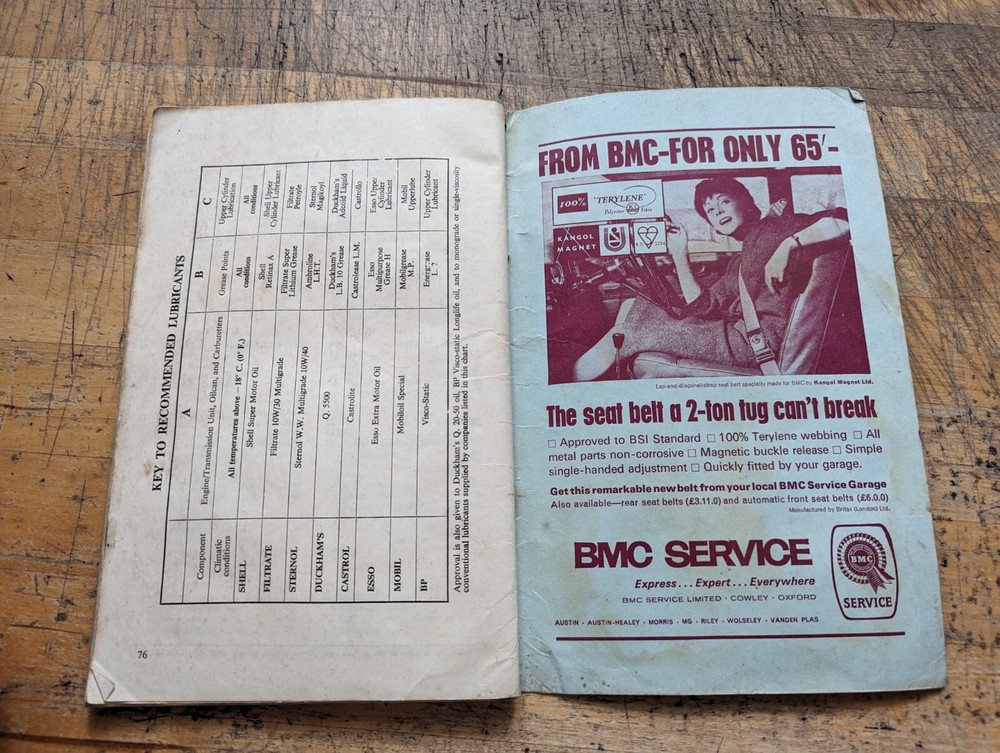 KEY TO RECOMMENDED LUBRICANTS
A B C
Component Engine/Transmission Unit, Oilcan, and Carburetters Grease Points Upper Cylinder
Lubrication
Climatic
conditions All temperatures above −18° C. (0° F.) All
conditions All
conditions
SHELL Shell Super Motor Oil Shell
Retinax A Shell Upper
Cylinder Lubricant
FILTRATE Filtrate 10W/30 Multigrade Filtrate Super
Lithium Grease Filtrate
Petroyle
STERNOL Sternol W.W. Multigrade 10W/40 Ambroline
L.H.T. Sternol
Magikoyl
DUCKHAM'S Q. 5500 Duckham's
L.B. 10 Grease Duckham's
Adcoid Liquid
CASTROL Castrolite Castrolease L.M. Castrollo
ESSO Esso Extra Motor Oil Esso
Multipurpose
Grease H Esso Upper
Cylinder
Lubricant
MOBIL Mobiloil Special Mobilgrease
M.P. Mobil
Upperlube
BP Visco-Static Energrease
L. 2 Upper Cylinder
Lubricant
Approval is also given to Duckham's Q. 20-50 oil, BP Visco-static Longlife oil, and to monograde or single-viscosity
conventional lubricants supplied by companies listed in this chart.
76
FROM BMC-FOR ONLY 65'-
100% 'TERYLENE'
Polyester Fibre
KANGOL
MAGNET
Lap-and-diagonal-strap seat belt specially made for BMC by Kangol Magnet Ltd.
The seat belt a 2-ton tug can't break
□ Approved to BSI Standard □ 100% Terylene webbing □ All
metal parts non-corrosive □ Magnetic buckle release □ Simple
single-handed adjustment □ Quickly fitted by your garage.
Get this remarkable new belt from your local BMC Service Garage
Also available—rear seat belts (£3.11.0) and automatic front seat belts (£6.0.0)
Manufactured by Britax (London) Ltd.
BMC SERVICE
Express... Expert... Everywhere
BMC SERVICE LIMITED · COWLEY · OXFORD
AUSTIN · AUSTIN-HEALEY · MORRIS · MG · RILEY · WOLSELEY · VANDEN PLAS
BMC
SERVICE